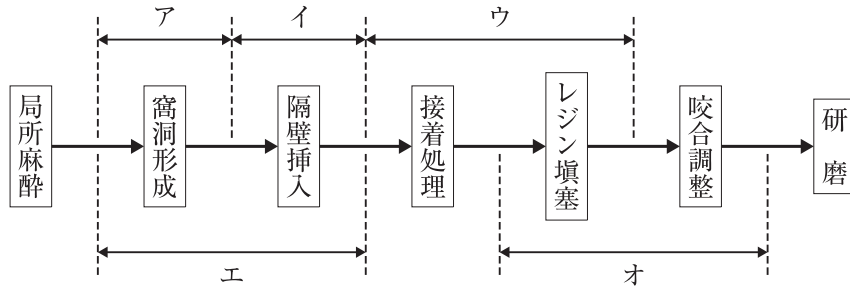 ア
イ
ウ
局所麻酔
窩洞形成
隔壁挿入
接着処理
レジン塡塞
咬合調整
研磨
エ
オ